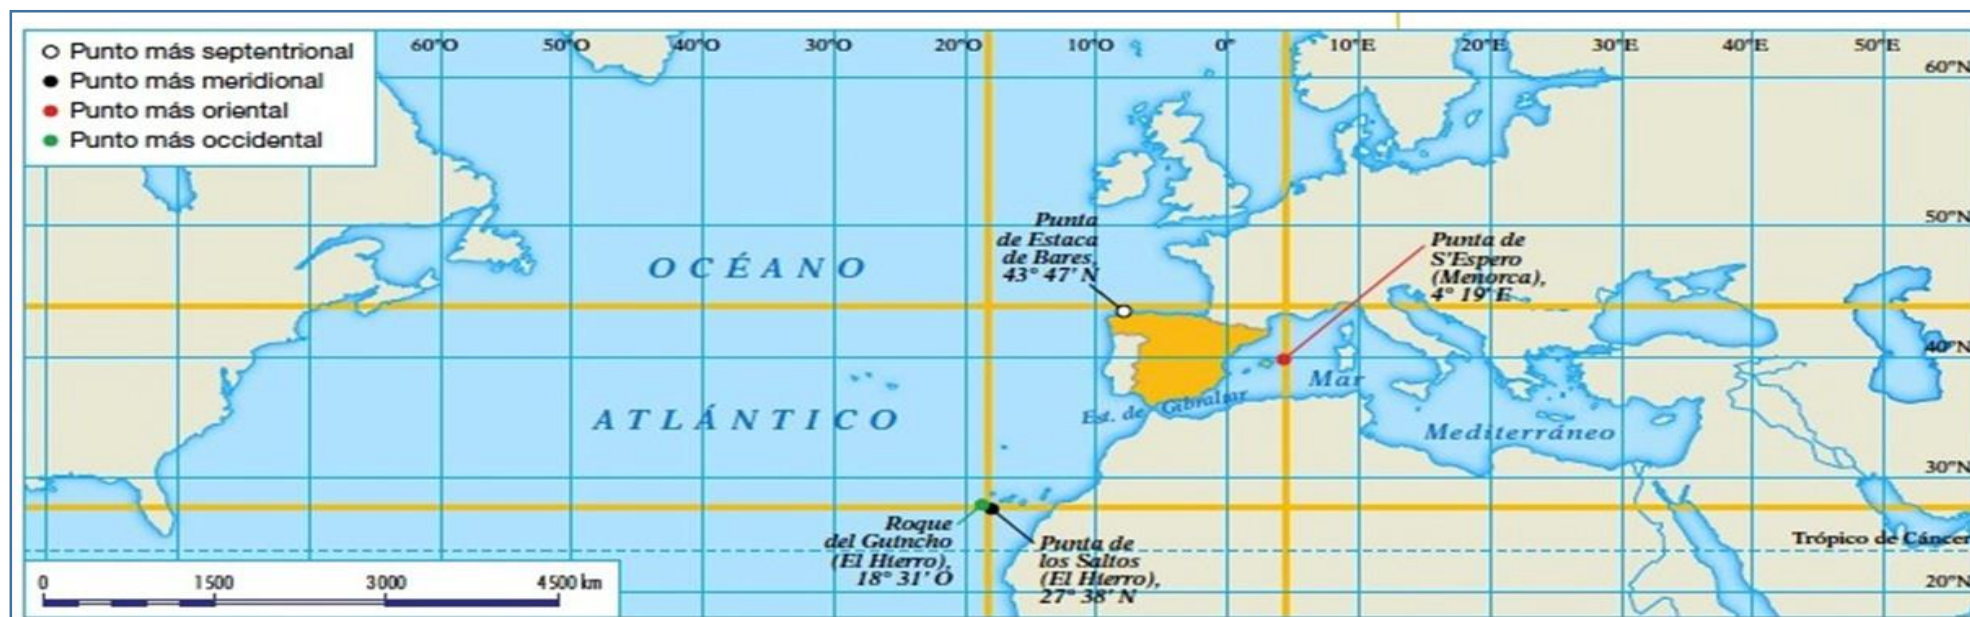 Punto más septentrional
Punto más meridional
Punto más oriental
Punto más occidental
60°O
50°O
40°O
30°O
20°O
10°O
0°
10°E
20°E
30°E
40°E
50°E
60°N
50°N
40°N
30°N
Trópico de Cáncer
20°N
OCÉANO
ATLÁNTICO
Punta
de Estaca
de Bares,
43° 47' N
Punta de
S'Espero
(Menorca),
4° 19' E
Mar
Mediterráneo
Est. de Gibraltar
Roque
del Guincho
(El Hierro),
18° 31' O
Punta de
los Saltos
(El Hierro),
27° 38' N
0 1500 3000 4500 km